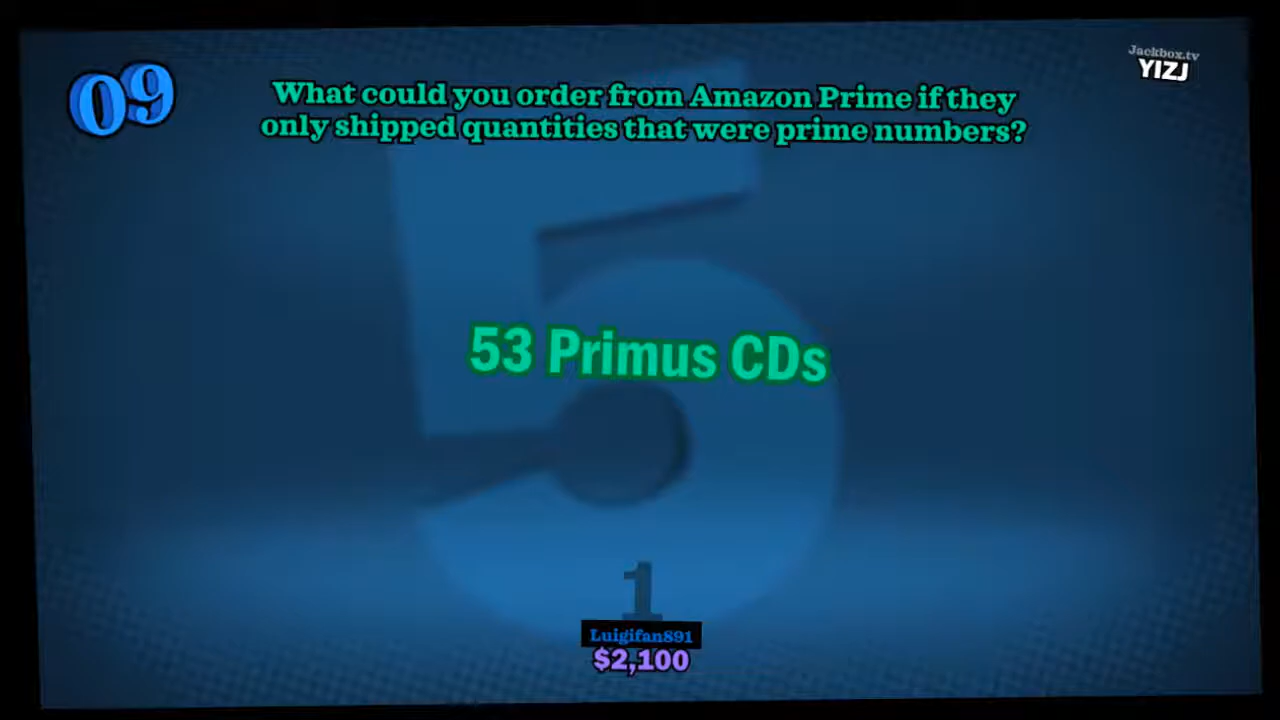 09
Jackbox.tv
YIZJ
What could you order from Amazon Prime if they
only shipped quantities that were prime numbers?
5
53 Primus CDs
1
Luigifan891
$2,100